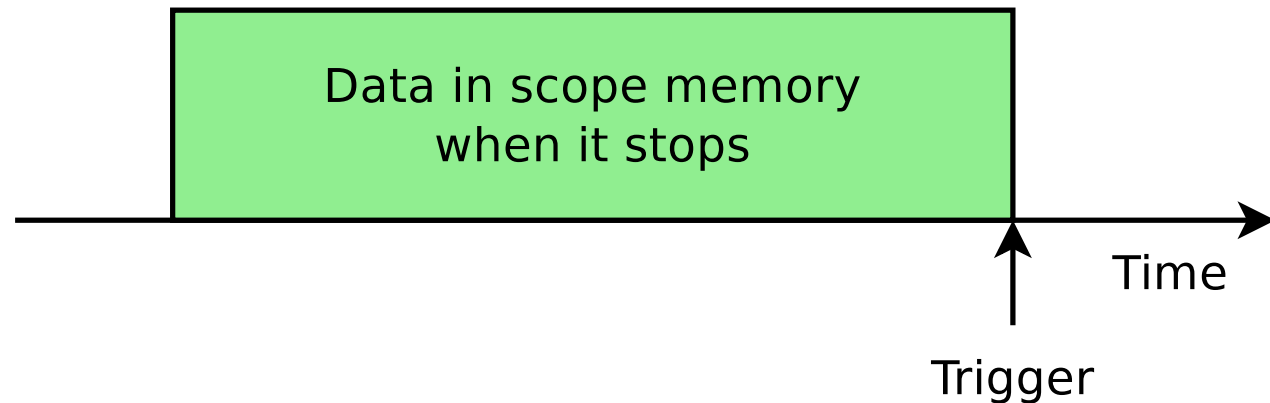 Data in scope memory
when it stops
Time
Trigger